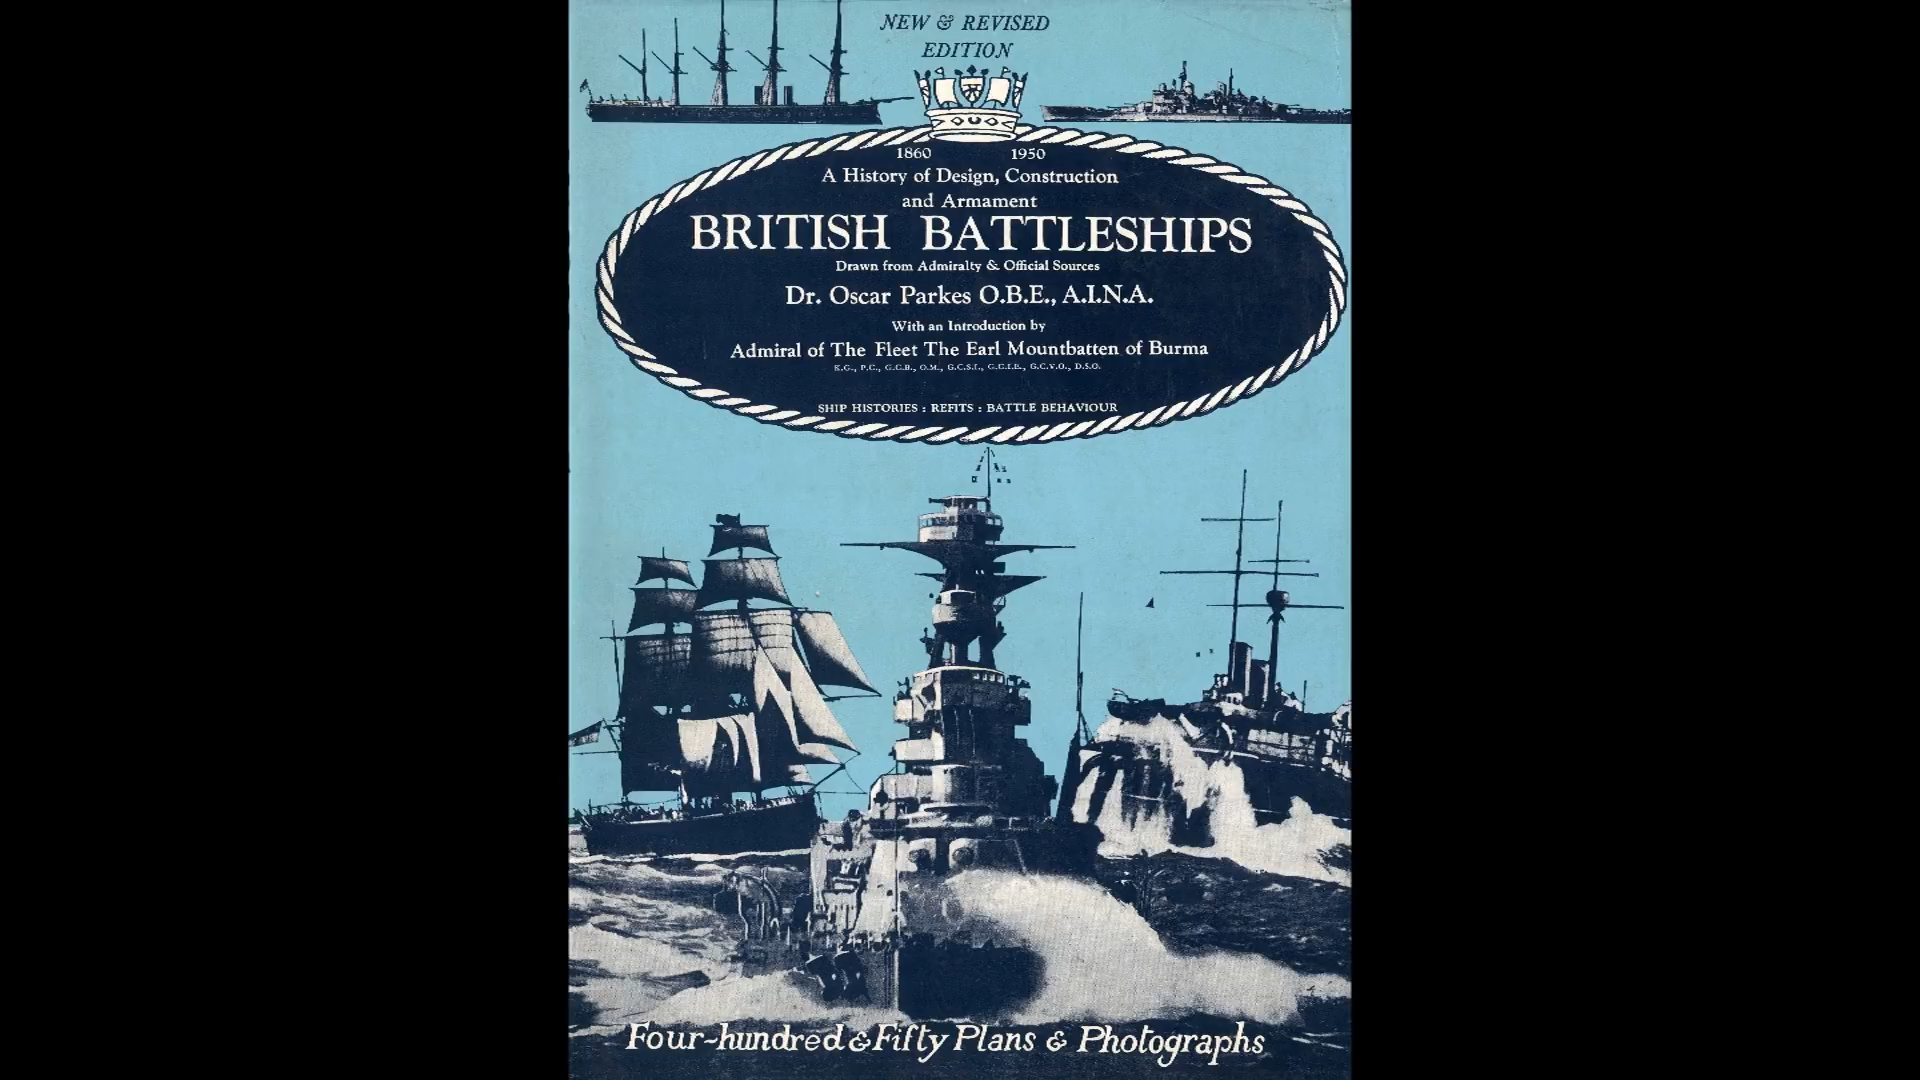 NEW & REVISED
EDITION
1860 1950
A History of Design, Construction
and Armament
BRITISH BATTLESHIPS
Drawn from Admiralty & Official Sources
Dr. Oscar Parkes O.B.E., A.I.N.A.
With an Introduction by
Admiral of The Fleet The Earl Mountbatten of Burma
K.G., P.C., G.C.B., O.M., G.C.S.I., G.C.I.E., G.C.V.O., D.S.O.
SHIP HISTORIES : REFITS : BATTLE BEHAVIOUR
Four-hundred & Fifty Plans & Photographs